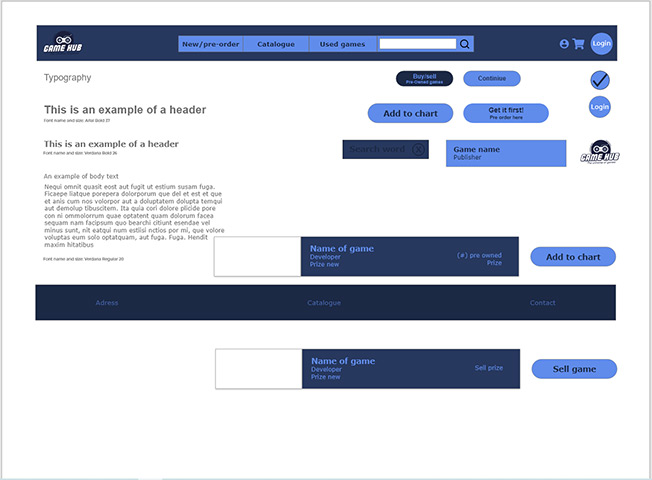 GAME HUB
New/pre-order
Catalogue
Used games
Login
Typography
Buy/sell
Pre-Owned games
Continiue
This is an example of a header
Font name and size: Arial Bold 27
Add to chart
Get it first!
Pre order here
Login
This is an example of a header
Font name and size: Verdana Bold 26
Search word
Game name
Publisher
GAME HUB
An example of body text
Nequi omnit quasit eost aut fugit ut estium susam fuga.
Ficaepe liatque porepera dolorporum que del et est et que
et anis cum nos volorpor aut a doluptatem dolupta temqui
aut demolup tibuscitem. Ita quia cori dolore plicide pore
con ni ommolorrum quae optatent quam dolorum facea
sequam nam facipsum quo bearchi citiunt esendae vel
minus sunt, nit eatqui num estiisi nctios por mi, que volore
voluptas eum solo optatquam, aut fuga. Fuga. Hendit
maxim hitatibus
Font name and size: Verdana Regular 20
Name of game
Developer
Prize new
(#) pre owned
Prize
Add to chart
Adress
Catalogue
Contact
Name of game
Developer
Prize new
Sell prize
Sell game